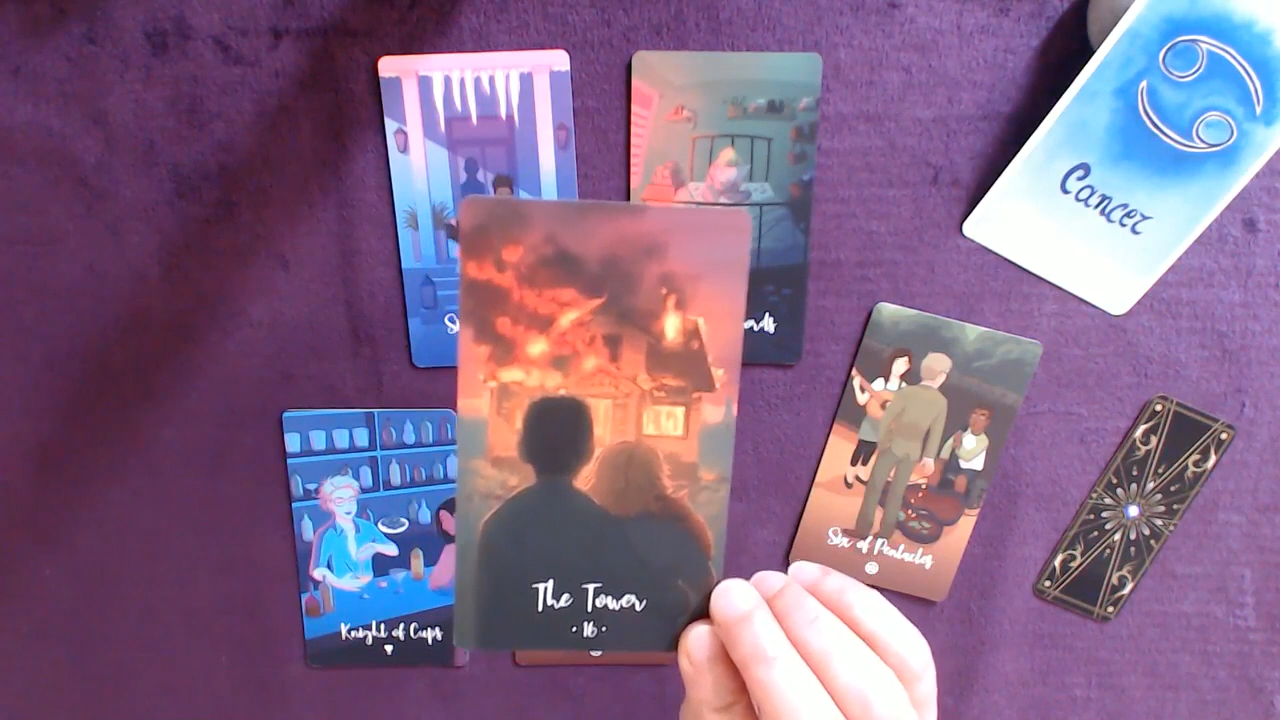 Cancer
Six of Pentacles
Knight of Cups
The Tower
• 16 •